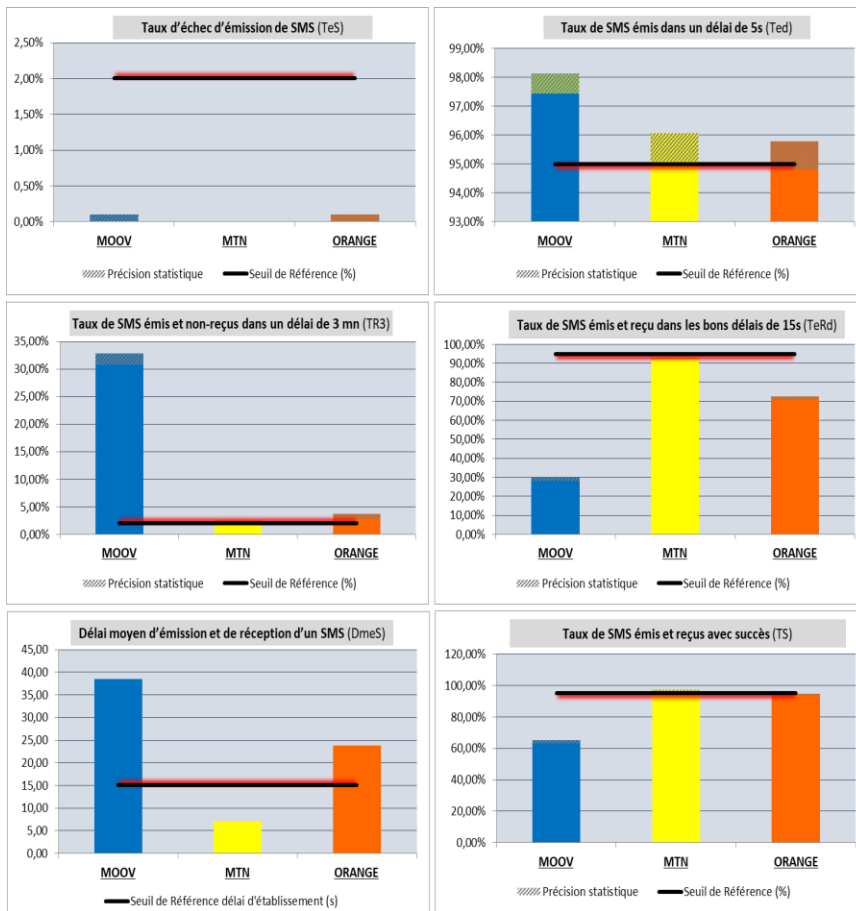 Taux d'échec d'émission de SMS (TeS)
2,50%
2,00%
1,50%
1,00%
0,50%
0,00%
MOOV MTN ORANGE
Précision statistique Seuil de Référence (%)
Taux de SMS émis dans un délai de 5s (Ted)
99,00%
98,00%
97,00%
96,00%
95,00%
94,00%
93,00%
MOOV MTN ORANGE
Précision statistique Seuil de Référence (%)
Taux de SMS émis et non-reçus dans un délai de 3 mn (TR3)
35,00%
30,00%
25,00%
20,00%
15,00%
10,00%
5,00%
0,00%
MOOV MTN ORANGE
Précision statistique Seuil de Référence (%)
Taux de SMS émis et reçu dans les bons délais de 15s (TeRd)
100,00%
90,00%
80,00%
70,00%
60,00%
50,00%
40,00%
30,00%
20,00%
10,00%
0,00%
MOOV MTN ORANGE
Précision statistique Seuil de Référence (%)
Délai moyen d'émission et de réception d'un SMS (DmeS)
45,00
40,00
35,00
30,00
25,00
20,00
15,00
10,00
5,00
0,00
MOOV MTN ORANGE
Seuil de Référence délai d'établissement (s)
Taux de SMS émis et reçus avec succès (TS)
120,00%
100,00%
80,00%
60,00%
40,00%
20,00%
0,00%
MOOV MTN ORANGE
Précision statistique Seuil de Référence (%)